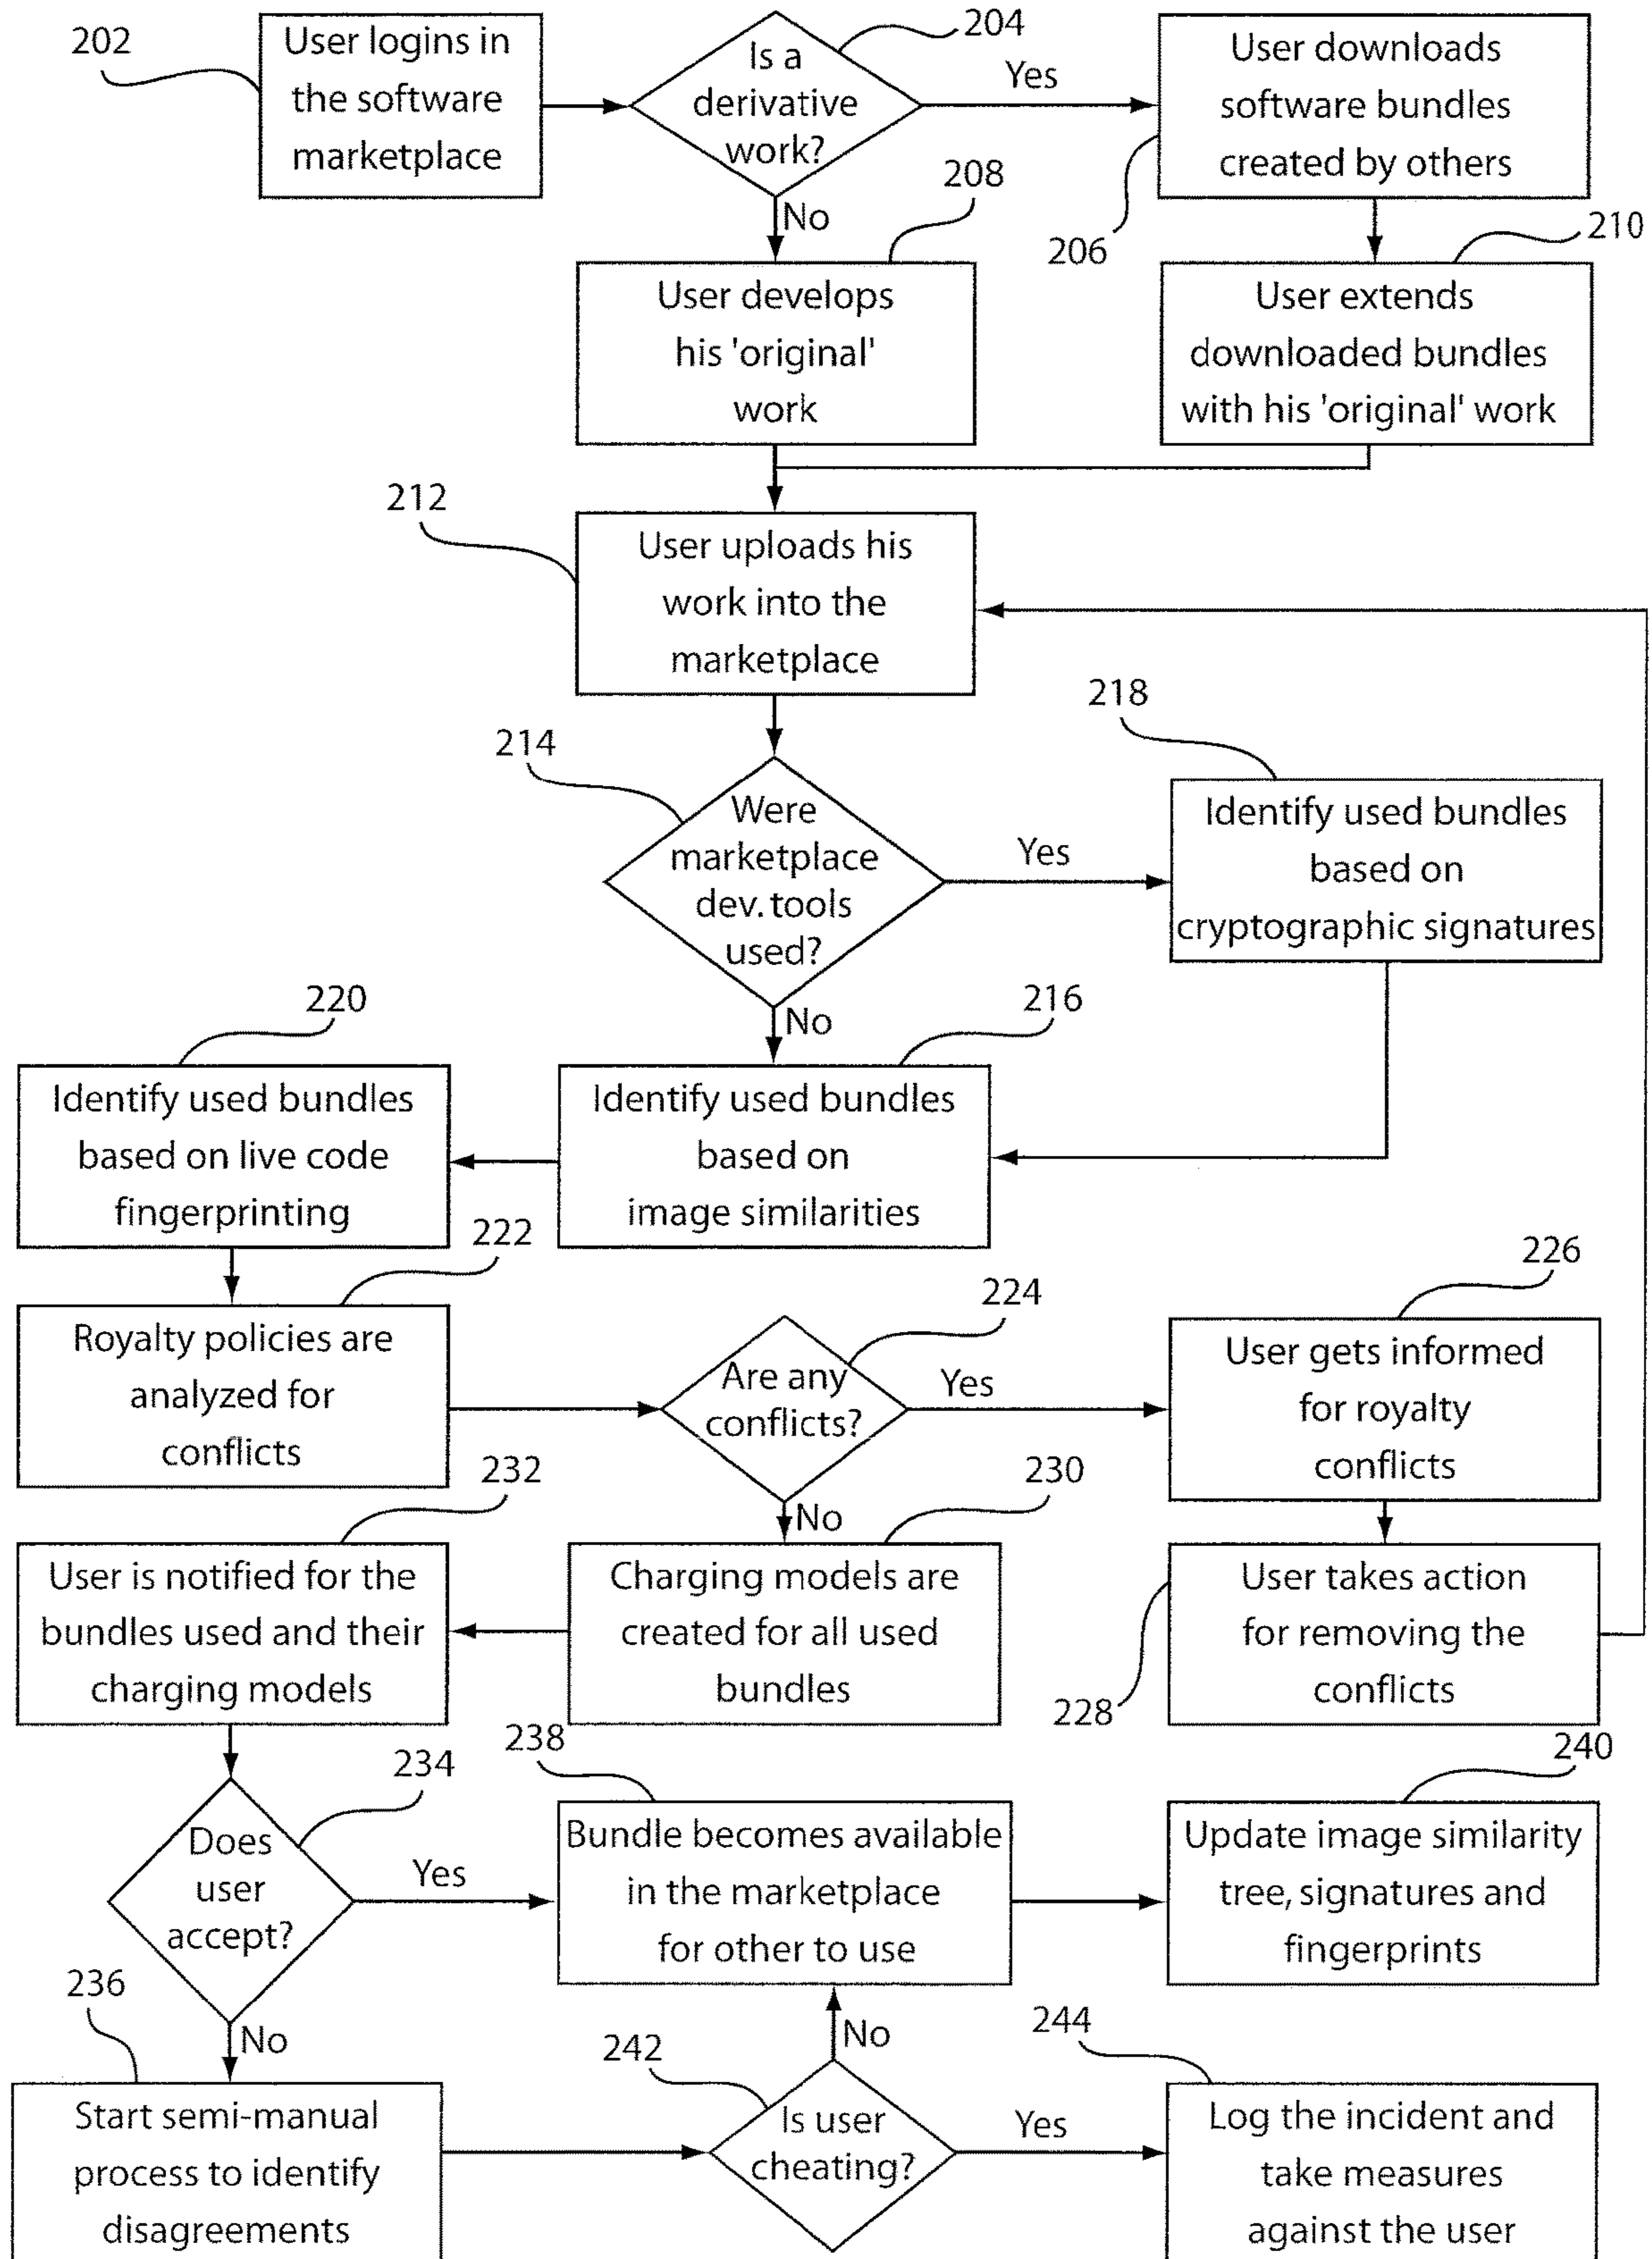 202
User logins in
the software
marketplace
Is a
derivative
work?
204
Yes
User downloads
software bundles
created by others
206
No
208
User develops
his 'original'
work
210
User extends
downloaded bundles
with his 'original' work
212
User uploads his
work into the
marketplace
214
Were
marketplace
dev. tools
used?
Yes
218
Identify used bundles
based on
cryptographic signatures
No
216
Identify used bundles
based on
image similarities
220
Identify used bundles
based on live code
fingerprinting
222
Royalty policies are
analyzed for
conflicts
224
Are any
conflicts?
Yes
226
User gets informed
for royalty
conflicts
228
User takes action
for removing the
conflicts
No
230
Charging models are
created for all used
bundles
232
User is notified for the
bundles used and their
charging models
234
Does
user
accept?
Yes
238
Bundle becomes available
in the marketplace
for other to use
240
Update image similarity
tree, signatures and
fingerprints
No
236
Start semi-manual
process to identify
disagreements
242
Is user
cheating?
No
Yes
244
Log the incident and
take measures
against the user